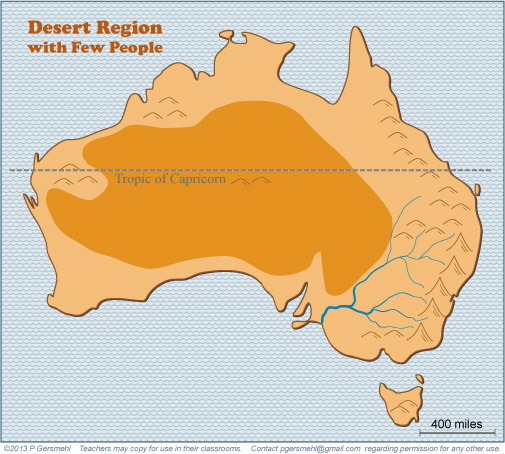 Desert Region
with Few People
Tropic of Capricorn
400 miles
©2013 P Gersmehl Teachers may copy for use in their classrooms. Contact pgersmehl@gmail.com regarding permission for any other use.